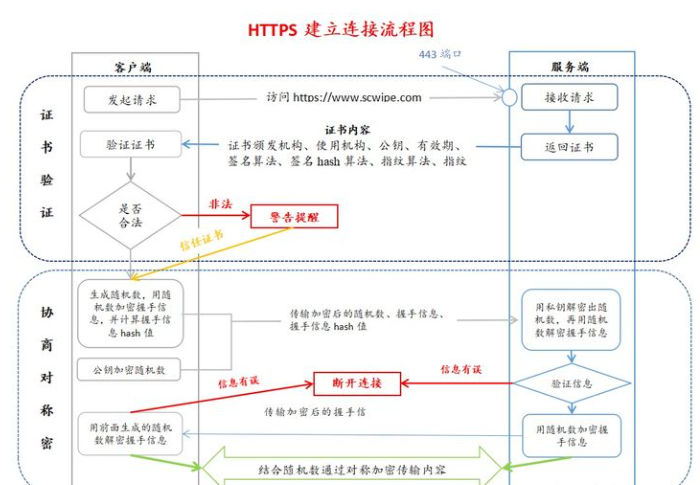 HTTPS 建立连接流程图
443 端口
客户端
服务端
发起请求
访问 https://www.scwipe.com
接收请求
证书验证
证书内容
验证证书
证书颁发机构、使用机构、公钥、有效期、
签名算法、签名 hash 算法、指纹算法、指纹
返回证书
是否
合法
非法
警告提醒
信任证书
协商对称密
生成随机数，用随
机数加密握手信
息，并计算握手信
息 hash 值
传输加密后的随机数、握手信息、
握手信息 hash 值
用私钥解密出随
机数，再用随机
数解密握手信息
公钥加密随机数
信息有误
断开连接
信息有误
验证信息
用前面生成的随机
数解密握手信息
传输加密后的握手信
用随机数加密握
手信息
结合随机数通过对称加密传输内容